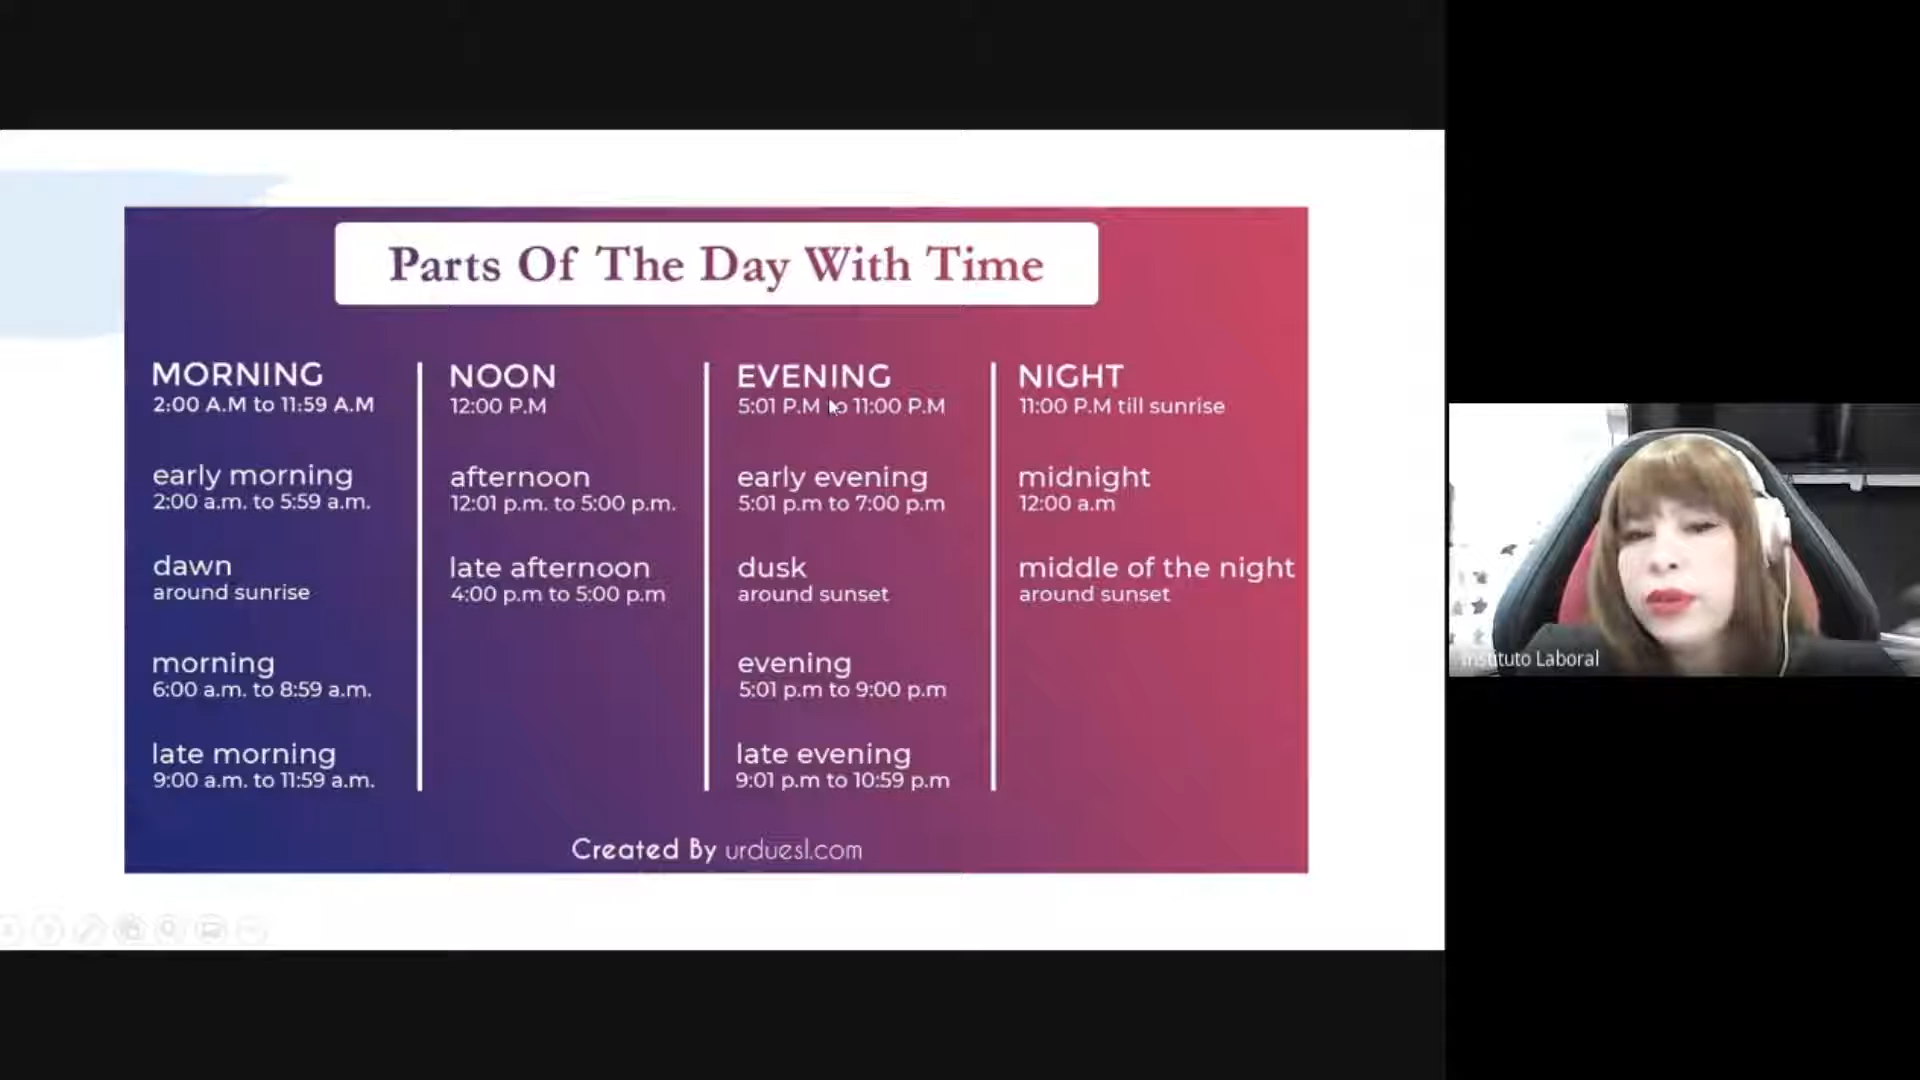 Parts Of The Day With Time
MORNING
2:00 A.M to 11:59 A.M
early morning
2:00 a.m. to 5:59 a.m.
dawn
around sunrise
morning
6:00 a.m. to 8:59 a.m.
late morning
9:00 a.m. to 11:59 a.m.
NOON
12:00 P.M
afternoon
12:01 p.m. to 5:00 p.m.
late afternoon
4:00 p.m to 5:00 p.m
EVENING
5:01 P.M to 11:00 P.M
early evening
5:01 p.m to 7:00 p.m
dusk
around sunset
evening
5:01 p.m to 9:00 p.m
late evening
9:01 p.m to 10:59 p.m
NIGHT
11:00 P.M till sunrise
midnight
12:00 a.m
middle of the night
around sunset
Created By urduesl.com
Instituto Laboral